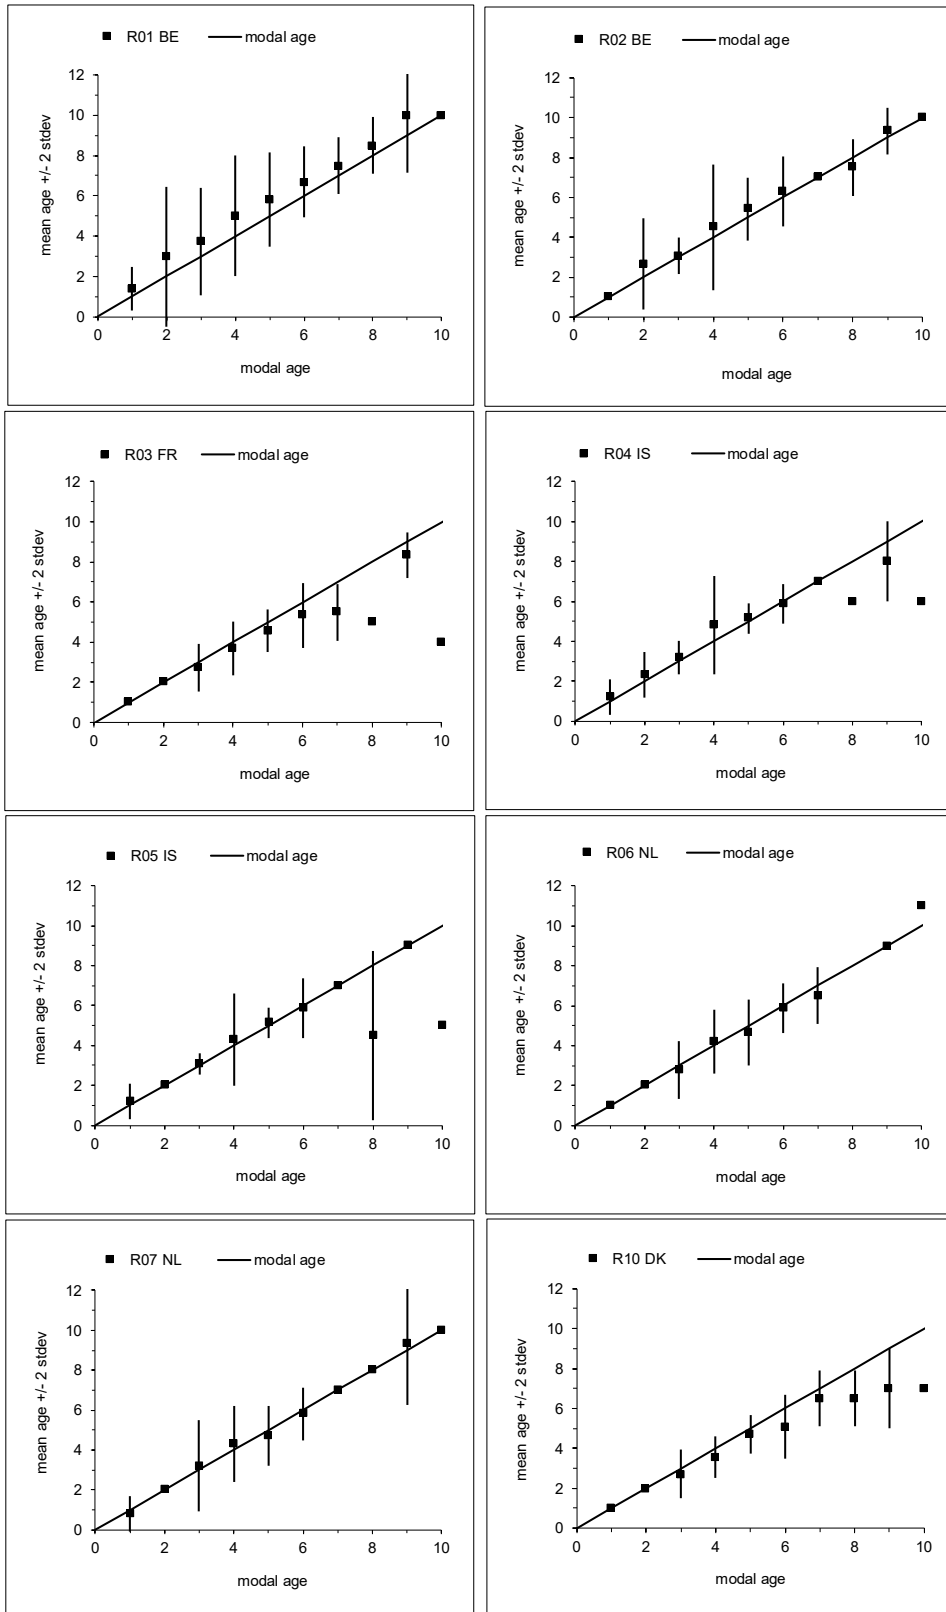 R01 BE modal age
12
10
8
6
4
2
0
0 2 4 6 8 10
mean age +/- 2 stdev
modal age
R02 BE modal age
12
10
8
6
4
2
0
0 2 4 6 8 10
mean age +/- 2 stdev
modal age
R03 FR modal age
12
10
8
6
4
2
0
0 2 4 6 8 10
mean age +/- 2 stdev
modal age
R04 IS modal age
12
10
8
6
4
2
0
0 2 4 6 8 10
mean age +/- 2 stdev
modal age
R05 IS modal age
12
10
8
6
4
2
0
0 2 4 6 8 10
mean age +/- 2 stdev
modal age
R06 NL modal age
12
10
8
6
4
2
0
0 2 4 6 8 10
mean age +/- 2 stdev
modal age
R07 NL modal age
12
10
8
6
4
2
0
0 2 4 6 8 10
mean age +/- 2 stdev
modal age
R10 DK modal age
12
10
8
6
4
2
0
0 2 4 6 8 10
mean age +/- 2 stdev
modal age